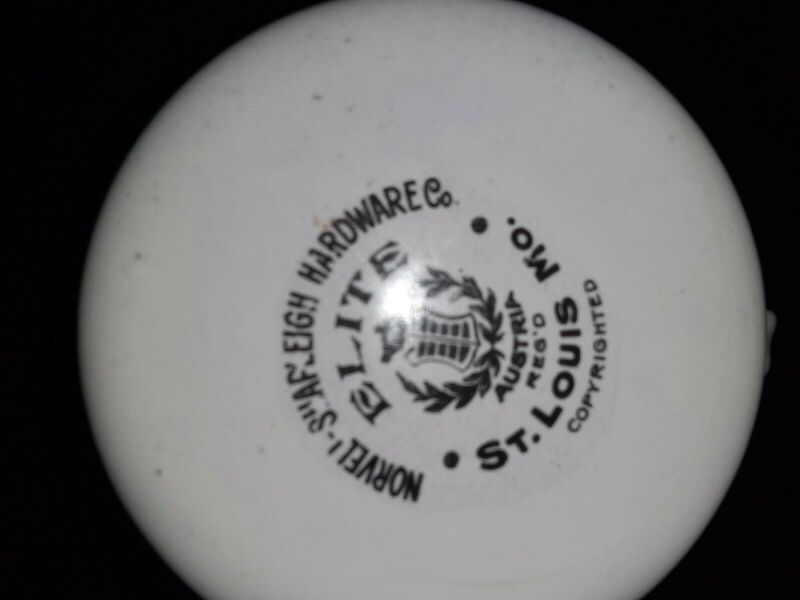 NORVELL-SHAPLEIGH HARDWARE Co.
ELITE
AUSTRIA
REG'D
ST. LOUIS MO.
COPYRIGHTED